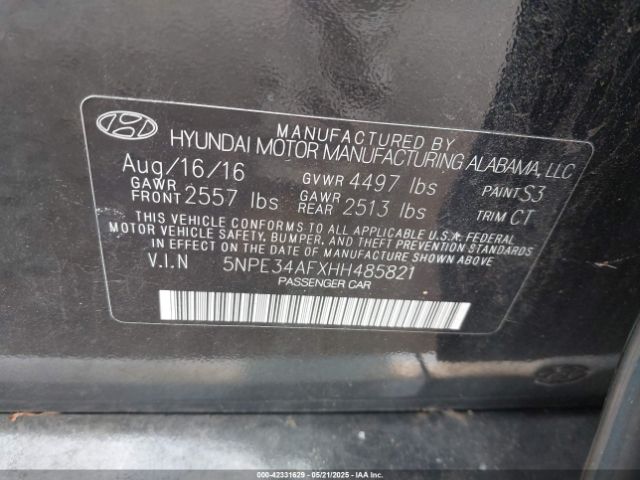 MANUFACTURED BY
HYUNDAI MOTOR MANUFACTURING ALABAMA, LLC
Aug/16/16 GVWR 4497 lbs PAINT S3
GAWR FRONT 2557 lbs GAWR REAR 2513 lbs TRIM CT
THIS VEHICLE CONFORMS TO ALL APPLICABLE U.S.A FEDERAL
MOTOR VEHICLE SAFETY, BUMPER, AND THEFT PREVENTION
STANDARDS IN EFFECT ON THE DATE OF MANUFACTURE SHOWN ABOVE.
V.I.N 5NPE34AFXHH485821
PASSENGER CAR
000-42331629 - 05/21/2025 - IAAI.COM